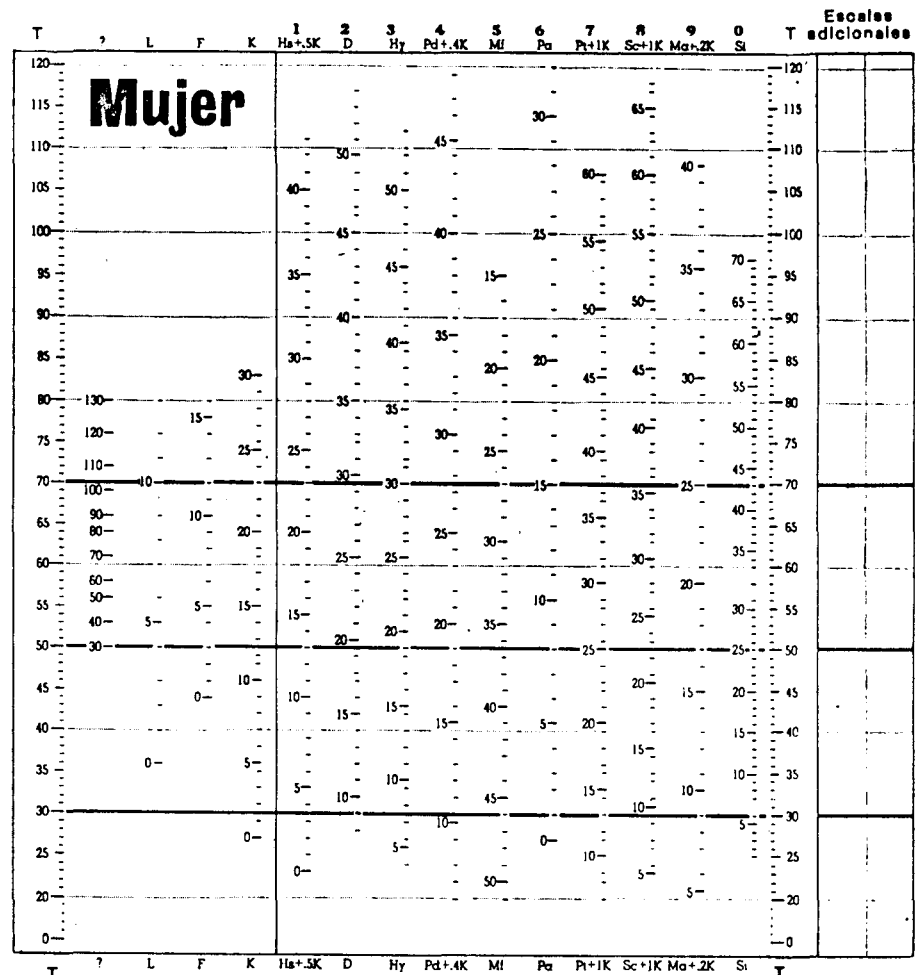 Escalas
adicionales
1 2 3 4 5 6 7 8 9 0
T ? L F K Hs+.5K D Hy Pd+.4K Mf Pa Pt+1K Sc+1K Ma+.2K Si T
Mujer
120 120
115 30 65 115
45
110 50 110
40 50 60 60 40 105 105
100 45 40 25 55 55 100
70
95 35 45 15 35 95
50 50 65
90 40 90
35 60
85 30 40 20 20 85
30 45 45 30 55
80 130 35 35 80
15
75 120 30 40 50 75
25 25 25 40
110 30 45
70 10 30 15 25 70
100 35 40
65 90 10 35 65
80 20 20 25 30
70 25 25 30 35
60 60
60 30 20
55 50 5 15 15 10 25 30 55
40 5 20 20 20 35
50 30 25 25 50
45 10 10 20 15 20 45
0 15 15 40
40 15 5 20 15 40
15
35 0 5 10 10 35
5 10 45 15 10 10
30 10 5 30
0 5 0
25 10 25
0 50 5
20 5 20
0 0
T ? L F K Hs+.5K D Hy Pd+.4K Mf Pa Pt+1K Sc+1K Ma+.2K Si T